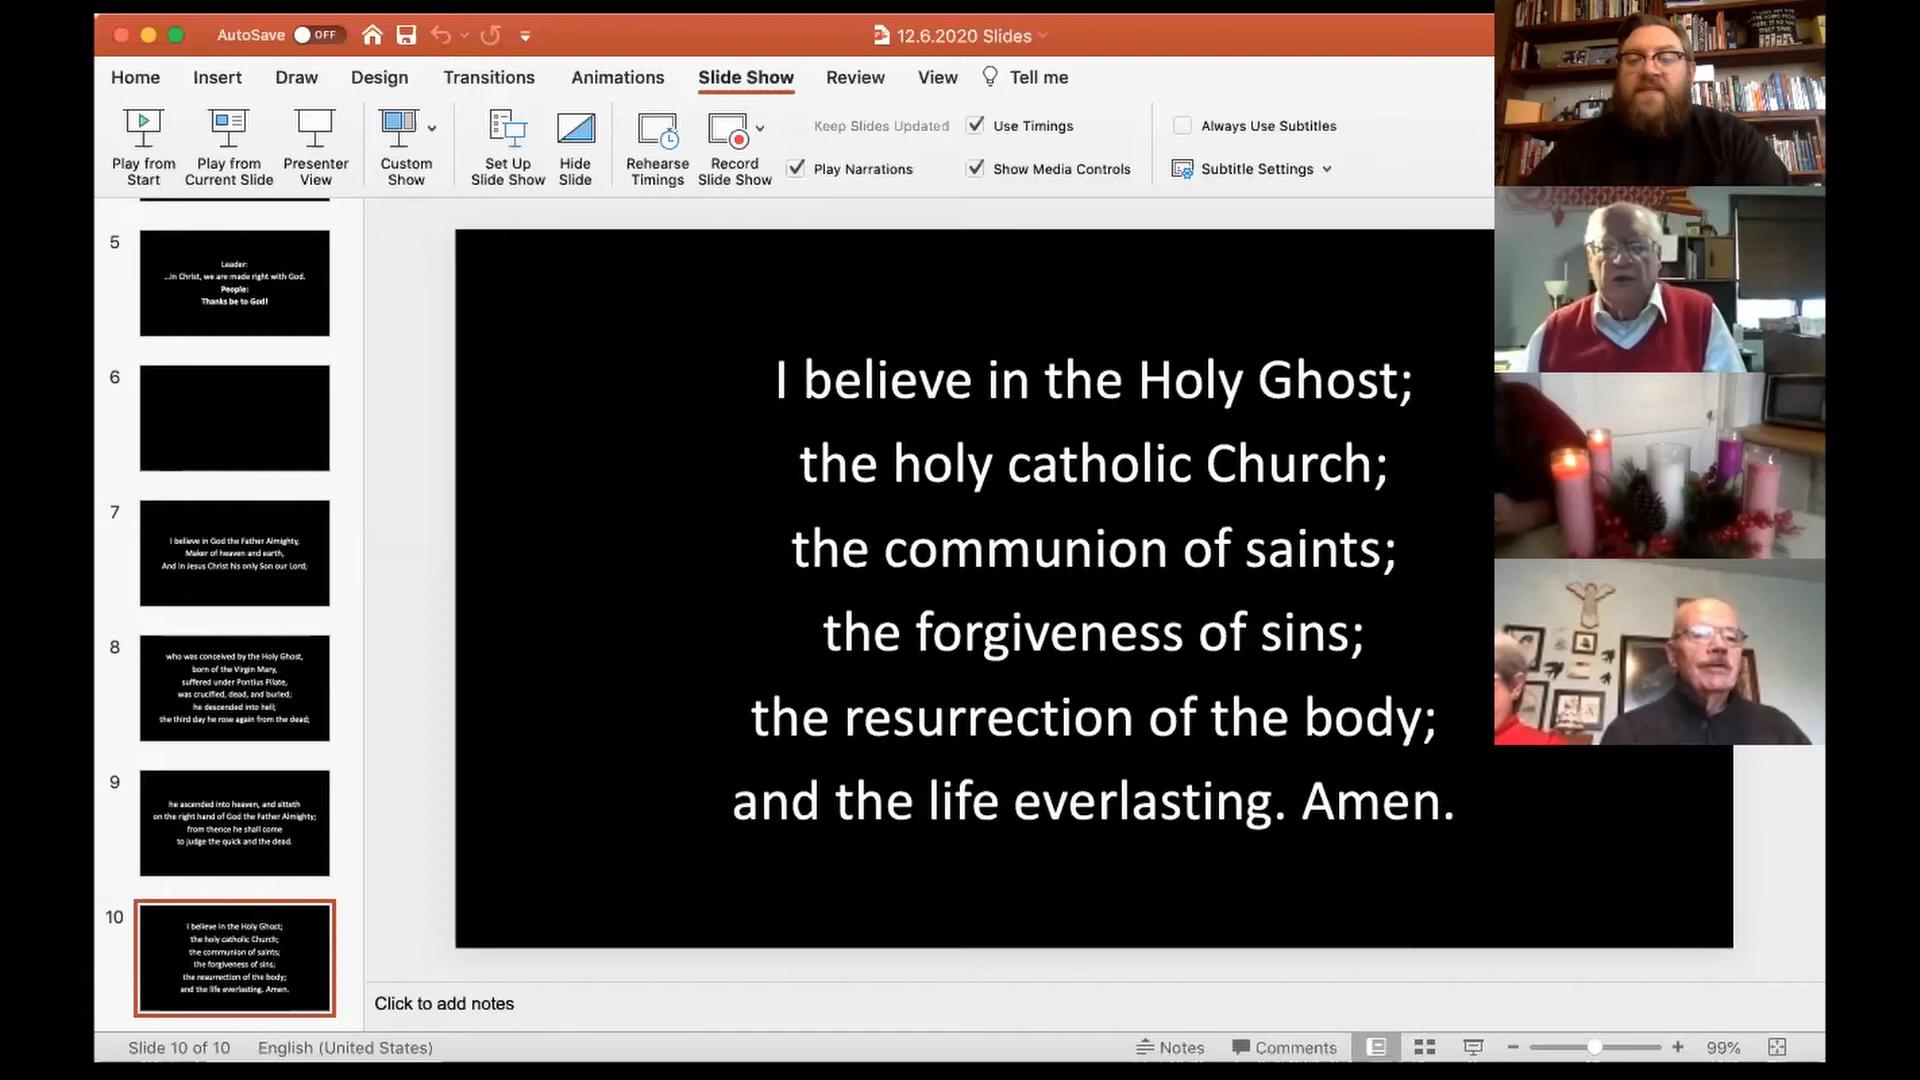 AutoSave OFF
12.6.2020 Slides
Home Insert Draw Design Transitions Animations Slide Show Review View Tell me
Play from Start
Play from Current Slide
Presenter View
Custom Show
Set Up Slide Show
Hide Slide
Rehearse Timings
Record Slide Show
Keep Slides Updated
Use Timings
Play Narrations
Show Media Controls
Always Use Subtitles
Subtitle Settings
5
Leader:
...in Christ, we are made right with God.
People:
Thanks be to God!
6
7
I believe in God the Father Almighty,
Maker of heaven and earth,
And in Jesus Christ his only Son our Lord;
8
who was conceived by the Holy Ghost,
born of the Virgin Mary,
suffered under Pontius Pilate,
was crucified, dead, and buried;
he descended into hell;
the third day he rose again from the dead;
9
he ascended into heaven, and sitteth
on the right hand of God the Father Almighty;
from thence he shall come
to judge the quick and the dead.
10
I believe in the Holy Ghost;
the holy catholic Church;
the communion of saints;
the forgiveness of sins;
the resurrection of the body;
and the life everlasting. Amen.
I believe in the Holy Ghost;
the holy catholic Church;
the communion of saints;
the forgiveness of sins;
the resurrection of the body;
and the life everlasting. Amen.
Click to add notes
Slide 10 of 10 English (United States) Notes Comments 99%